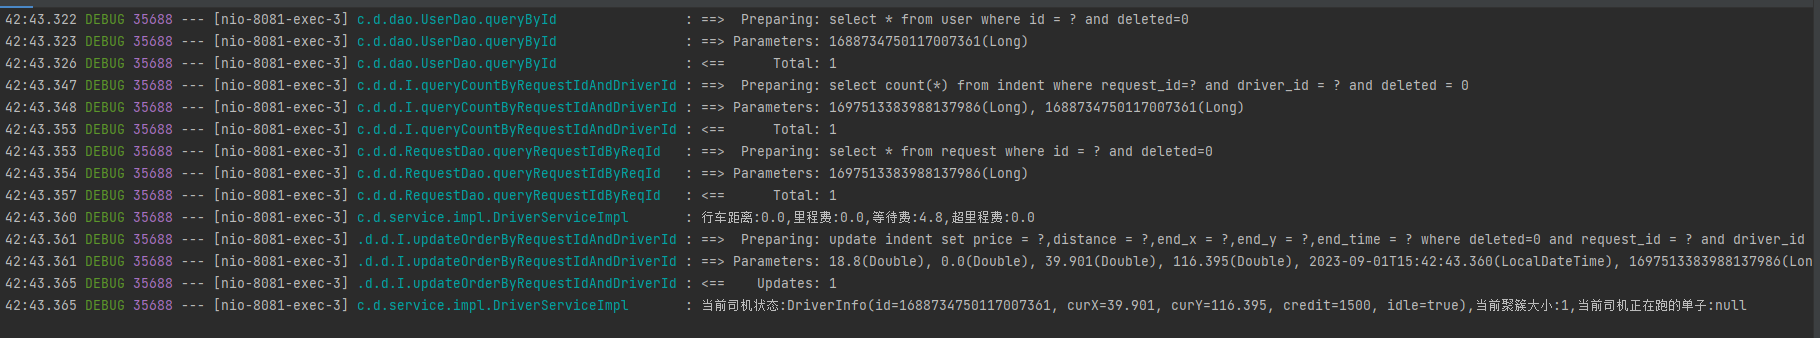 42:43.322 DEBUG 35688 --- [nio-8081-exec-3] c.d.dao.UserDao.queryById : ==>  Preparing: select * from user where id = ? and deleted=0
42:43.323 DEBUG 35688 --- [nio-8081-exec-3] c.d.dao.UserDao.queryById : ==> Parameters: 1688734750117007361(Long)
42:43.326 DEBUG 35688 --- [nio-8081-exec-3] c.d.dao.UserDao.queryById : <==      Total: 1
42:43.347 DEBUG 35688 --- [nio-8081-exec-3] c.d.d.I.queryCountByRequestIdAndDriverId : ==>  Preparing: select count(*) from indent where request_id=? and driver_id = ? and deleted = 0
42:43.348 DEBUG 35688 --- [nio-8081-exec-3] c.d.d.I.queryCountByRequestIdAndDriverId : ==> Parameters: 1697513383988137986(Long), 1688734750117007361(Long)
42:43.353 DEBUG 35688 --- [nio-8081-exec-3] c.d.d.I.queryCountByRequestIdAndDriverId : <==      Total: 1
42:43.353 DEBUG 35688 --- [nio-8081-exec-3] c.d.d.RequestDao.queryRequestIdByReqId : ==>  Preparing: select * from request where id = ? and deleted=0
42:43.354 DEBUG 35688 --- [nio-8081-exec-3] c.d.d.RequestDao.queryRequestIdByReqId : ==> Parameters: 1697513383988137986(Long)
42:43.357 DEBUG 35688 --- [nio-8081-exec-3] c.d.d.RequestDao.queryRequestIdByReqId : <==      Total: 1
42:43.360 DEBUG 35688 --- [nio-8081-exec-3] c.d.service.impl.DriverServiceImpl : 行车距离:0.0,里程费:0.0,等待费:4.8,超里程费:0.0
42:43.361 DEBUG 35688 --- [nio-8081-exec-3] .d.d.I.updateOrderByRequestIdAndDriverId : ==>  Preparing: update indent set price = ?,distance = ?,end_x = ?,end_y = ?,end_time = ? where deleted=0 and request_id = ? and driver_id
42:43.361 DEBUG 35688 --- [nio-8081-exec-3] .d.d.I.updateOrderByRequestIdAndDriverId : ==> Parameters: 18.8(Double), 0.0(Double), 39.901(Double), 116.395(Double), 2023-09-01T15:42:43.360(LocalDateTime), 1697513383988137986(Lon
42:43.365 DEBUG 35688 --- [nio-8081-exec-3] .d.d.I.updateOrderByRequestIdAndDriverId : <==    Updates: 1
42:43.365 DEBUG 35688 --- [nio-8081-exec-3] c.d.service.impl.DriverServiceImpl : 当前司机状态:DriverInfo(id=1688734750117007361, curX=39.901, curY=116.395, credit=1500, idle=true),当前聚簇大小:1,当前司机正在跑的单子:null